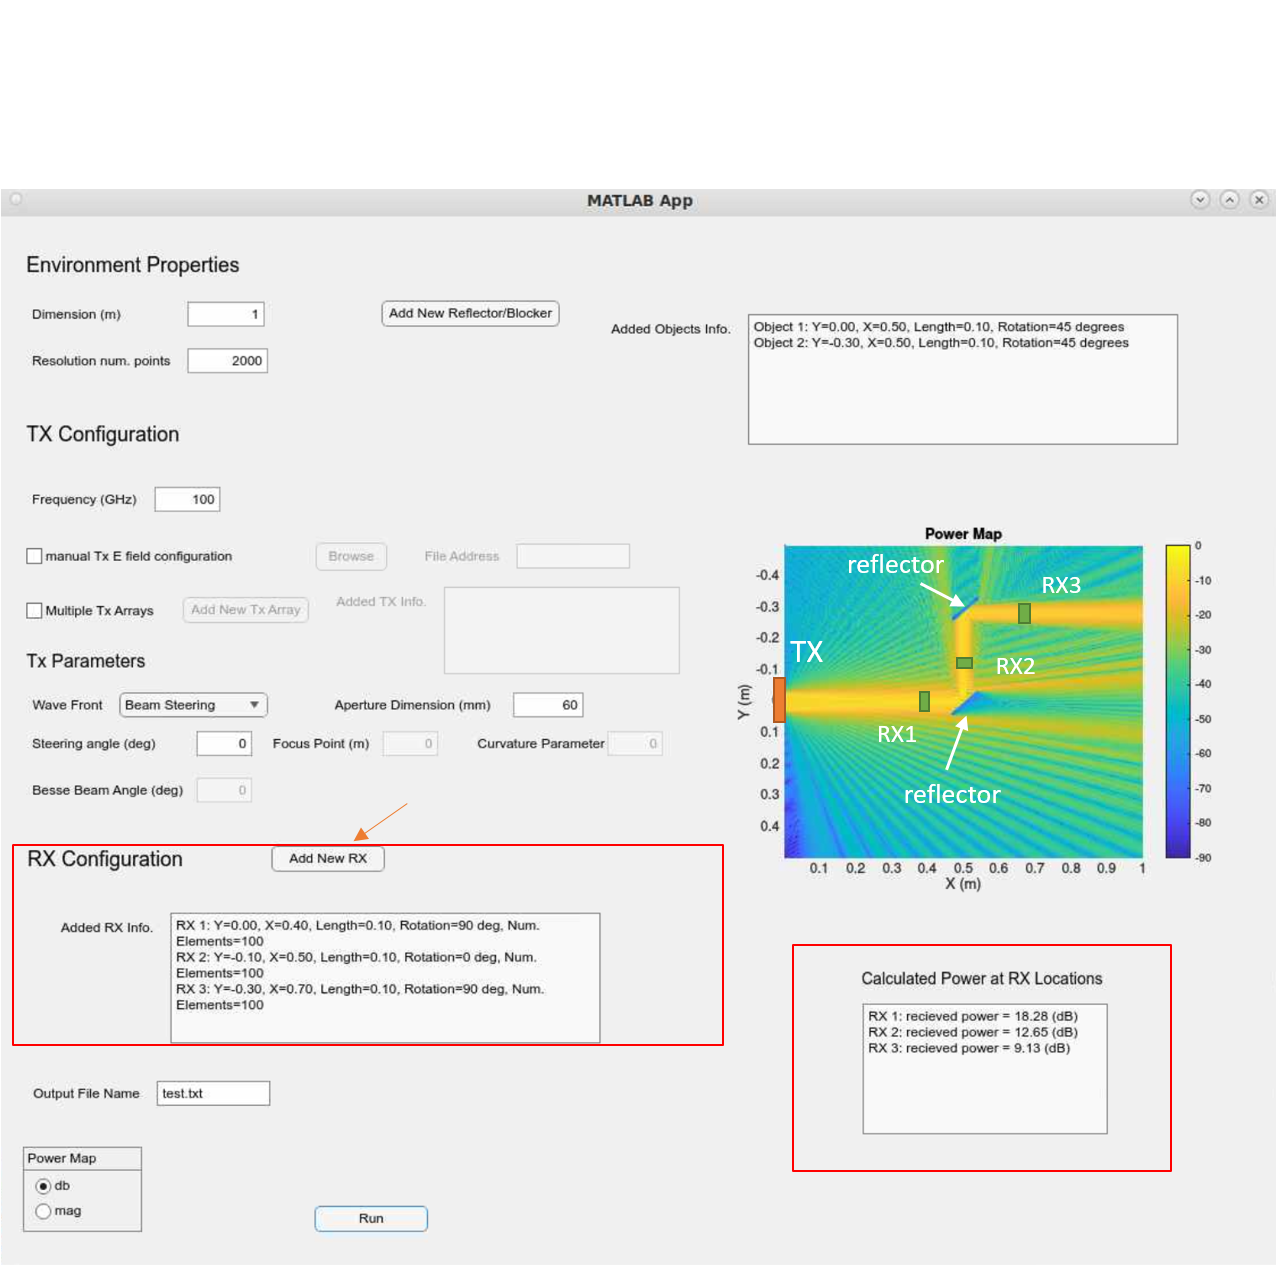 MATLAB App
Environment Properties
Dimension (m) 1
Add New Reflector/Blocker
Resolution num. points 2000
Added Objects Info.
Object 1: Y=0.00, X=0.50, Length=0.10, Rotation=45 degrees
Object 2: Y=-0.30, X=0.50, Length=0.10, Rotation=45 degrees
TX Configuration
Frequency (GHz) 100
manual Tx E field configuration
Browse
File Address
Multiple Tx Arrays
Add New Tx Array
Added TX Info.
Tx Parameters
Wave Front Beam Steering
Aperture Dimension (mm) 60
Steering angle (deg) 0
Focus Point (m) 0
Curvature Parameter 0
Besse Beam Angle (deg) 0
Power Map
reflector
RX3
TX
RX2
RX1
reflector
Y (m)
-0.4
-0.3
-0.2
-0.1
0
0.1
0.2
0.3
0.4
0.1 0.2 0.3 0.4 0.5 0.6 0.7 0.8 0.9 1
X (m)
0
-10
-20
-30
-40
-50
-60
-70
-80
-90
RX Configuration
Add New RX
Added RX Info.
RX 1: Y=0.00, X=0.40, Length=0.10, Rotation=90 deg, Num.
Elements=100
RX 2: Y=-0.10, X=0.50, Length=0.10, Rotation=0 deg, Num.
Elements=100
RX 3: Y=-0.30, X=0.70, Length=0.10, Rotation=90 deg, Num.
Elements=100
Calculated Power at RX Locations
RX 1: recieved power = 18.28 (dB)
RX 2: recieved power = 12.65 (dB)
RX 3: recieved power = 9.13 (dB)
Output File Name test.txt
Power Map
db
mag
Run